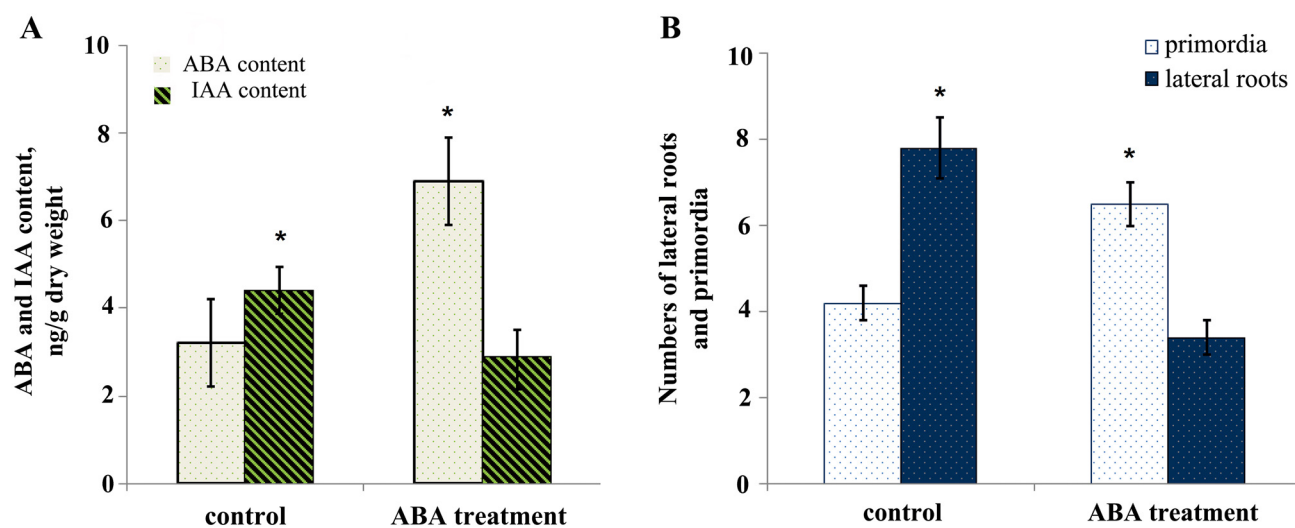 A
ABA and IAA content,
ng/g dry weight
10
8
6
4
2
0
ABA content
IAA content
*
*
control
ABA treatment
B
Numbers of lateral roots
and primordia
10
8
6
4
2
0
primordia
lateral roots
*
*
control
ABA treatment